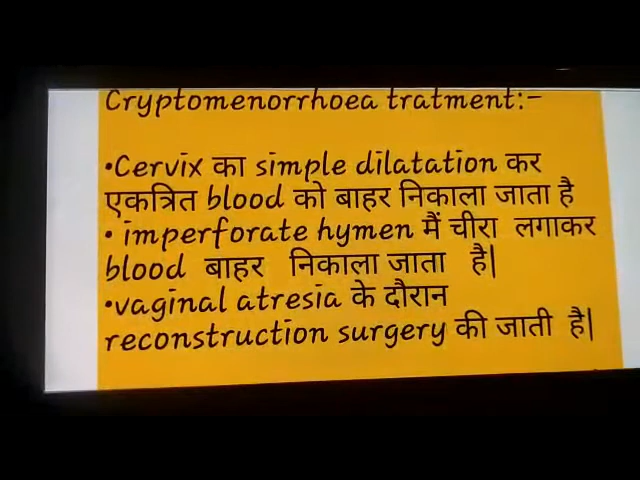 Cryptomenorrhoea tratment:-
•Cervix का simple dilatation कर
एकत्रित blood को बाहर निकाला जाता है
• imperforate hymen मैं चीरा लगाकर
blood बाहर निकाला जाता है|
•vaginal atresia के दौरान
reconstruction surgery की जाती है|